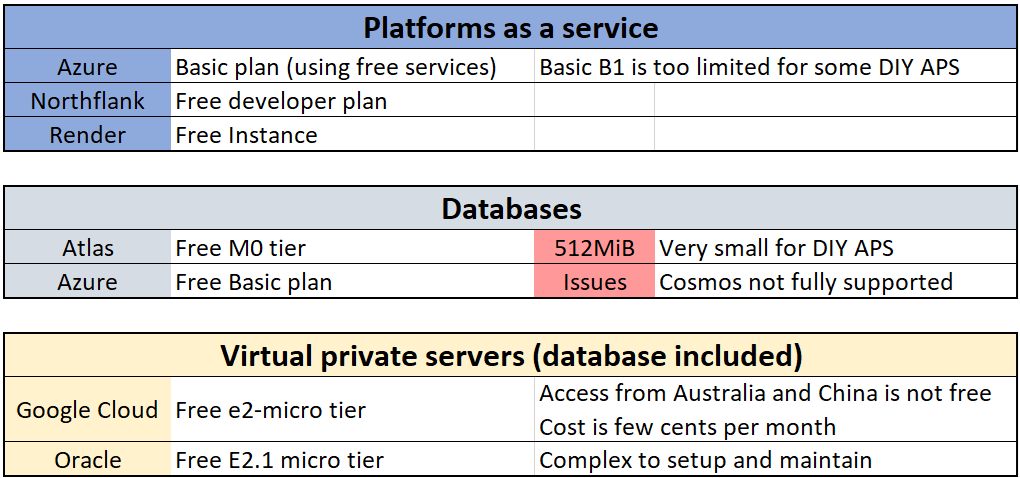 Platforms as a service
Azure Basic plan (using free services) Basic B1 is too limited for some DIY APS
Northflank Free developer plan
Render Free Instance
Databases
Atlas Free M0 tier 512MiB Very small for DIY APS
Azure Free Basic plan Issues Cosmos not fully supported
Virtual private servers (database included)
Google Cloud Free e2-micro tier Access from Australia and China is not free
Cost is few cents per month
Oracle Free E2.1 micro tier Complex to setup and maintain